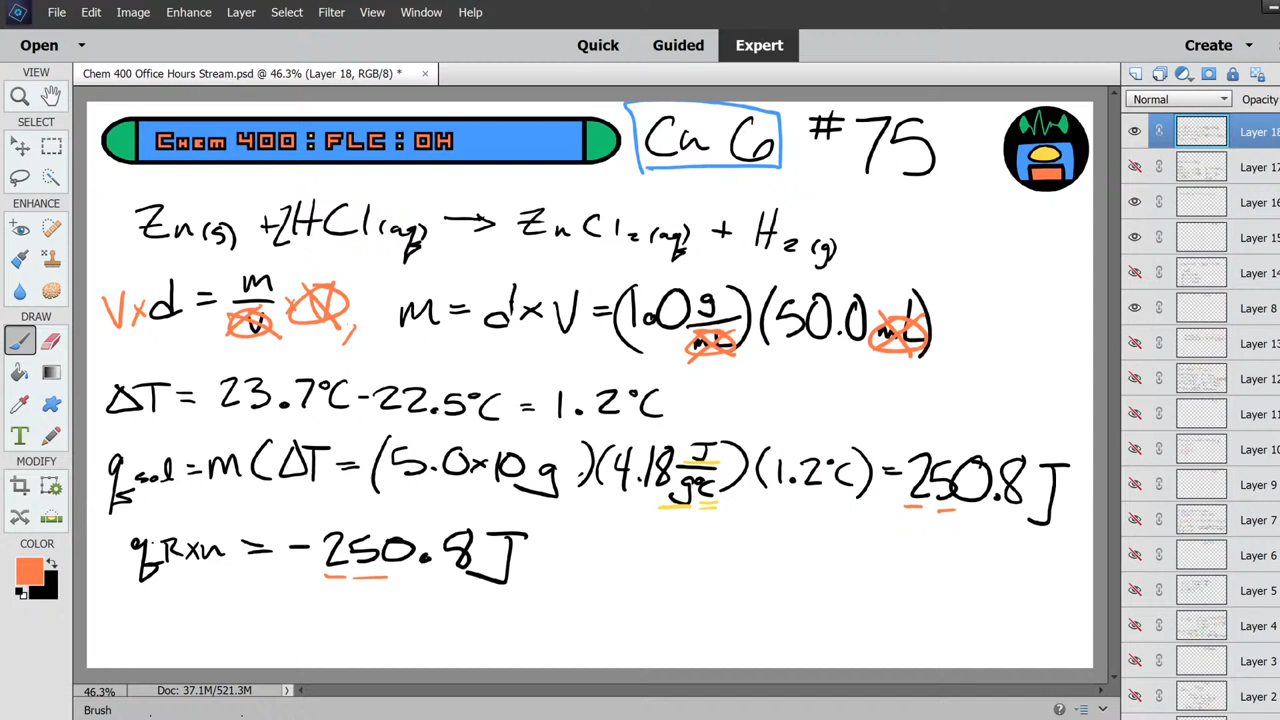 File Edit Image Enhance Layer Select Filter View Window Help
Open Quick Guided Expert Create
VIEW
Chem 400 Office Hours Stream.psd @ 46.3% (Layer 18, RGB/8) * ×
Normal Opacity
Chem 400:FLC:OH Ch 6 #75
SELECT
Zn(s) + 2HCl(aq) → ZnCl2(aq) + H2(g)
ENHANCE
V×d = m/V × V, m = d × V = (1.0 g/mL)(50.0 mL)
DRAW
ΔT = 23.7°C - 22.5°C = 1.2°C
qsol = m C ΔT = (5.0×10 g)(4.18 J/g°C)(1.2°C) = 250.8 J
MODIFY
qRxn = -250.8 J
COLOR
Layer 18
Layer 17
Layer 16
Layer 15
Layer 14
Layer 8
Layer 13
Layer 12
Layer 11
Layer 10
Layer 9
Layer 7
Layer 6
Layer 5
Layer 4
Layer 3
Layer 2
46.3% Doc: 37.1M/521.3M
Brush